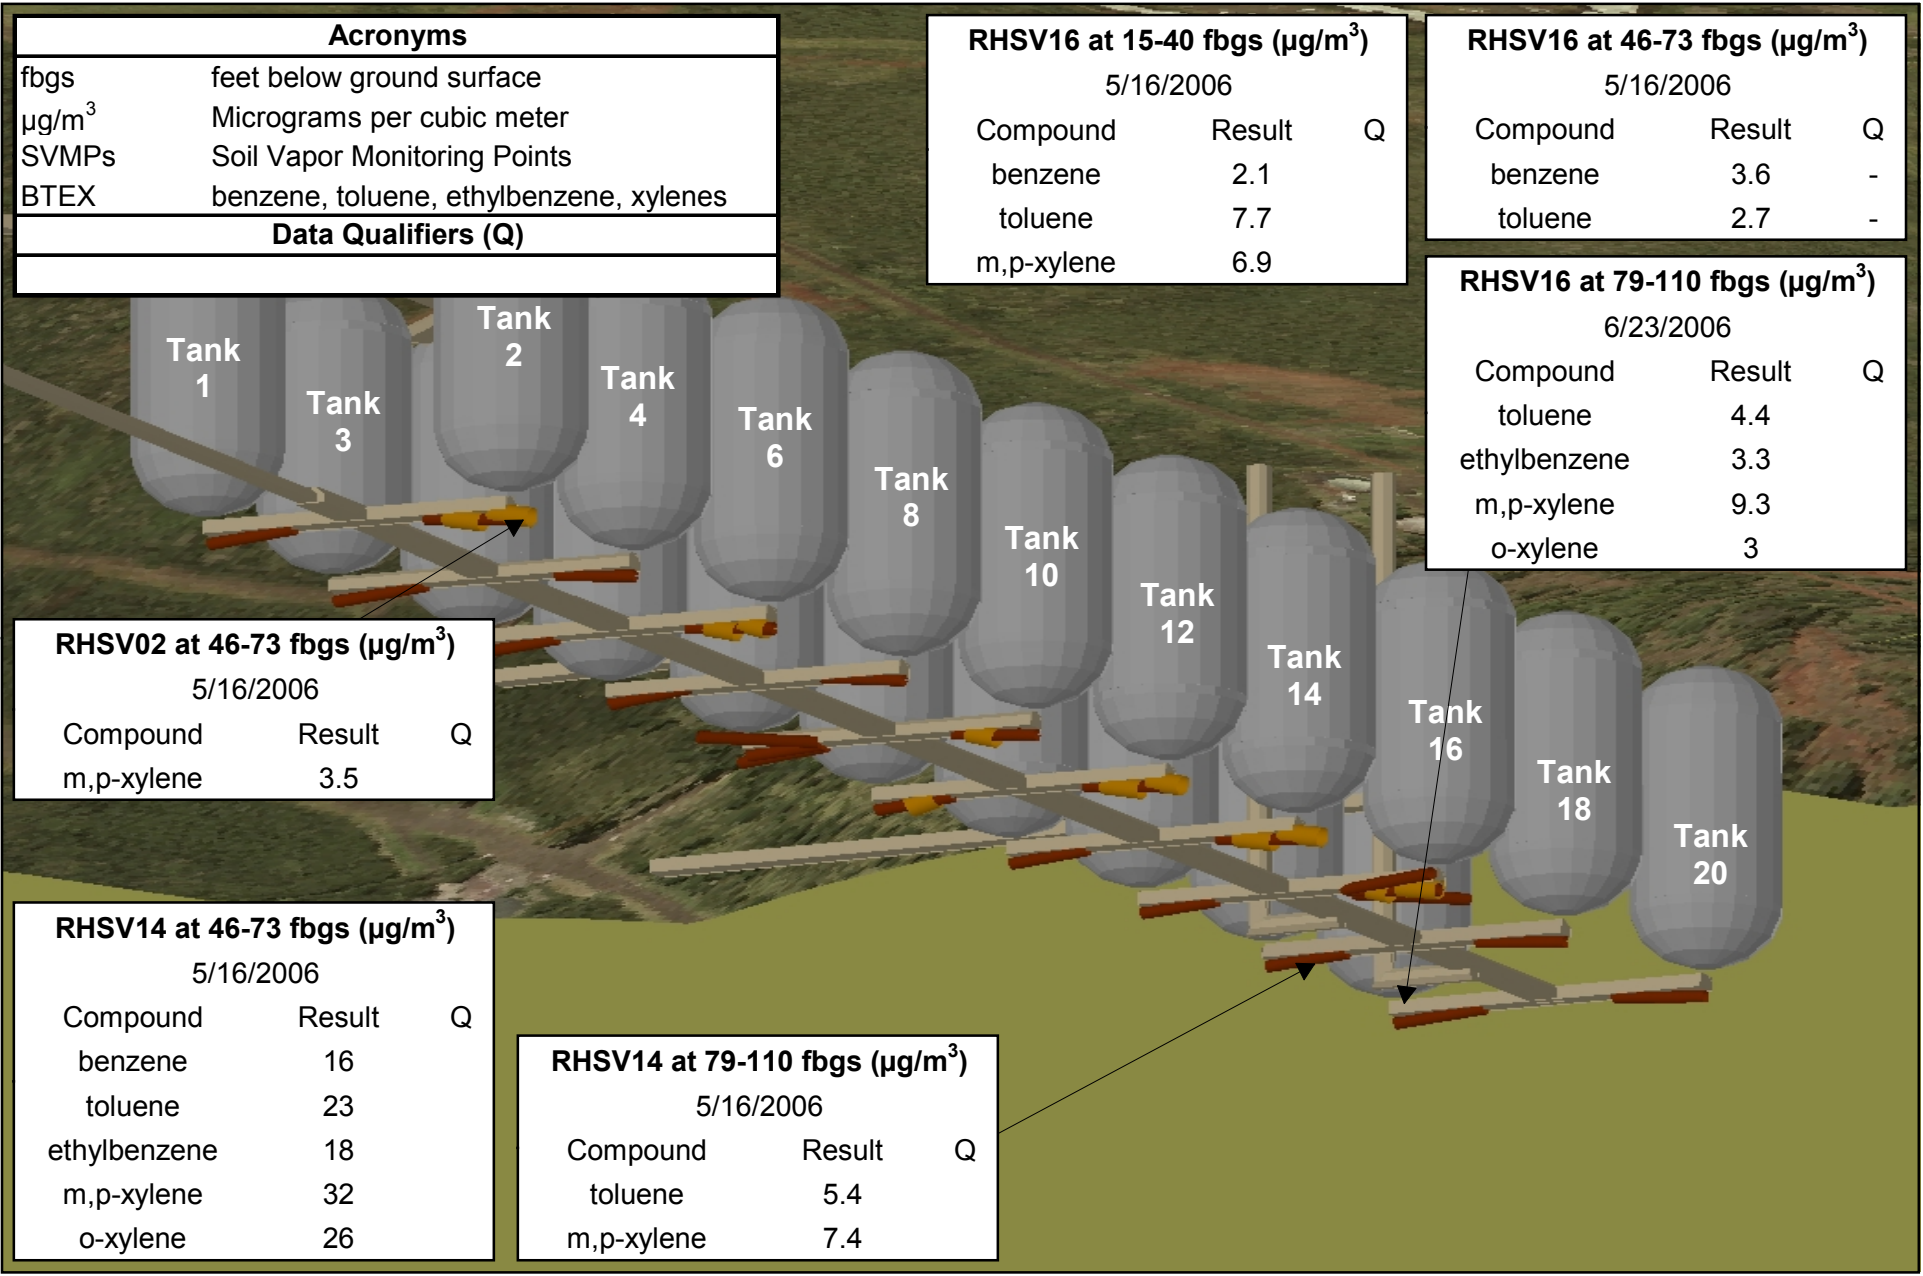 Acronyms
fbgs feet below ground surface
µg/m³ Micrograms per cubic meter
SVMPs Soil Vapor Monitoring Points
BTEX benzene, toluene, ethylbenzene, xylenes
Data Qualifiers (Q)
RHSV16 at 15-40 fbgs (µg/m³)
5/16/2006
Compound Result Q
benzene 2.1
toluene 7.7
m,p-xylene 6.9
RHSV16 at 46-73 fbgs (µg/m³)
5/16/2006
Compound Result Q
benzene 3.6 -
toluene 2.7 -
RHSV16 at 79-110 fbgs (µg/m³)
6/23/2006
Compound Result Q
toluene 4.4
ethylbenzene 3.3
m,p-xylene 9.3
o-xylene 3
Tank
1
Tank
3
Tank
2
Tank
4
Tank
6
Tank
8
Tank
10
Tank
12
Tank
14
Tank
16
Tank
18
Tank
20
RHSV02 at 46-73 fbgs (µg/m³)
5/16/2006
Compound Result Q
m,p-xylene 3.5
RHSV14 at 46-73 fbgs (µg/m³)
5/16/2006
Compound Result Q
benzene 16
toluene 23
ethylbenzene 18
m,p-xylene 32
o-xylene 26
RHSV14 at 79-110 fbgs (µg/m³)
5/16/2006
Compound Result Q
toluene 5.4
m,p-xylene 7.4